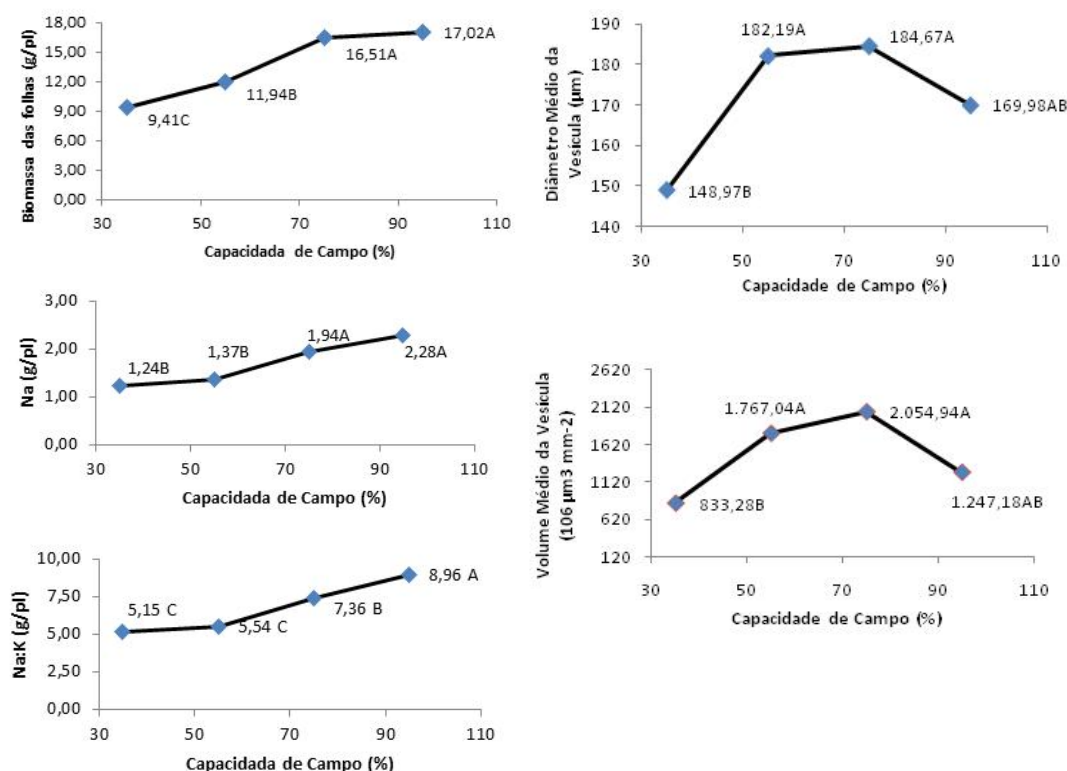 Biomassa das folhas (g/pl)
18,00
15,00
12,00
9,00
6,00
3,00
0,00
9,41C
11,94B
16,51A
17,02A
30 50 70 90 110
Capacidada de Campo (%)
Diâmetro Médio da
Vesícula (µm)
190
180
170
160
150
140
148,97B
182,19A
184,67A
169,98AB
30 50 70 90 110
Capacidade de Campo (%)
Na (g/pl)
3,00
2,00
1,00
0,00
1,24B
1,37B
1,94A
2,28A
30 50 70 90 110
Capacidada de Campo (%)
Volume Médio da Vesícula
(106 µm3 mm-2)
2620
2120
1620
1120
620
120
833,28B
1.767,04A
2.054,94A
1.247,18AB
30 50 70 90 110
Capacidade de Campo (%)
Na:K (g/pl)
10,00
7,50
5,00
2,50
0,00
5,15 C
5,54 C
7,36 B
8,96 A
30 50 70 90 110
Capacidada de Campo (%)